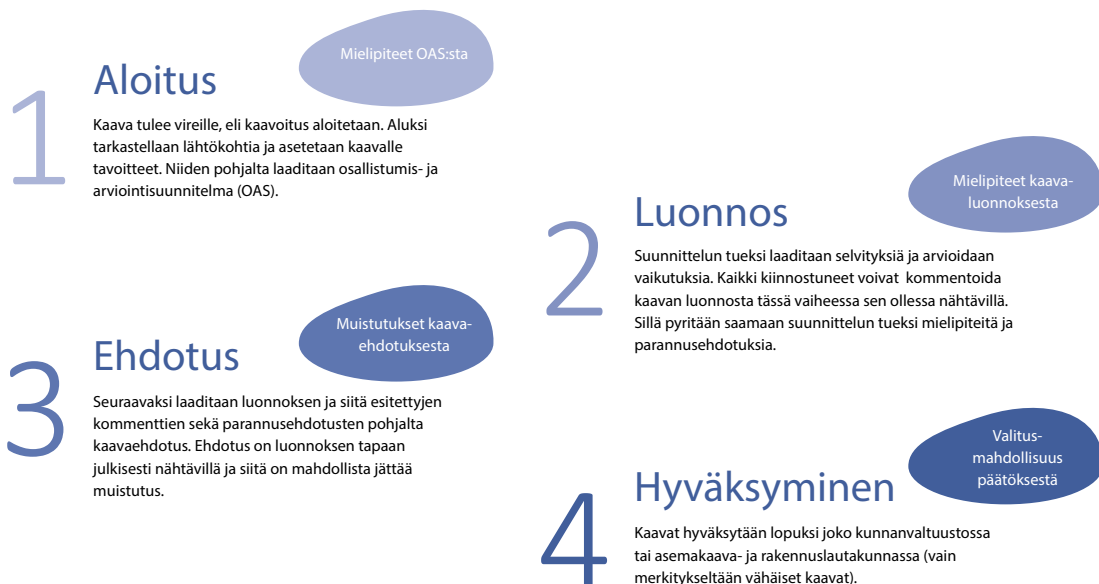 1
Aloitus
Mielipiteet OAS:sta
Kaava tulee vireille, eli kaavoitus aloitetaan. Aluksi
tarkastellaan lähtökohtia ja asetetaan kaavalle
tavoitteet. Niiden pohjalta laaditaan osallistumis- ja
arviointisuunnitelma (OAS).
2
Luonnos
Mielipiteet kaava-
luonnoksesta
Suunnittelun tueksi laaditaan selvityksiä ja arvioidaan
vaikutuksia. Kaikki kiinnostuneet voivat kommentoida
kaavan luonnosta tässä vaiheessa sen ollessa nähtävillä.
Sillä pyritään saamaan suunnittelun tueksi mielipiteitä ja
parannusehdotuksia.
3
Ehdotus
Muistutukset kaava-
ehdotuksesta
Seuraavaksi laaditaan luonnoksen ja siitä esitettyjen
kommenttien sekä parannusehdotusten pohjalta
kaavaehdotus. Ehdotus on luonnoksen tapaan
julkisesti nähtävillä ja siitä on mahdollista jättää
muistutus.
4
Hyväksyminen
Valitus-
mahdollisuus
päätöksestä
Kaavat hyväksytään lopuksi joko kunnanvaltuustossa
tai asemakaava- ja rakennuslautakunnassa (vain
merkitykseltään vähäiset kaavat).